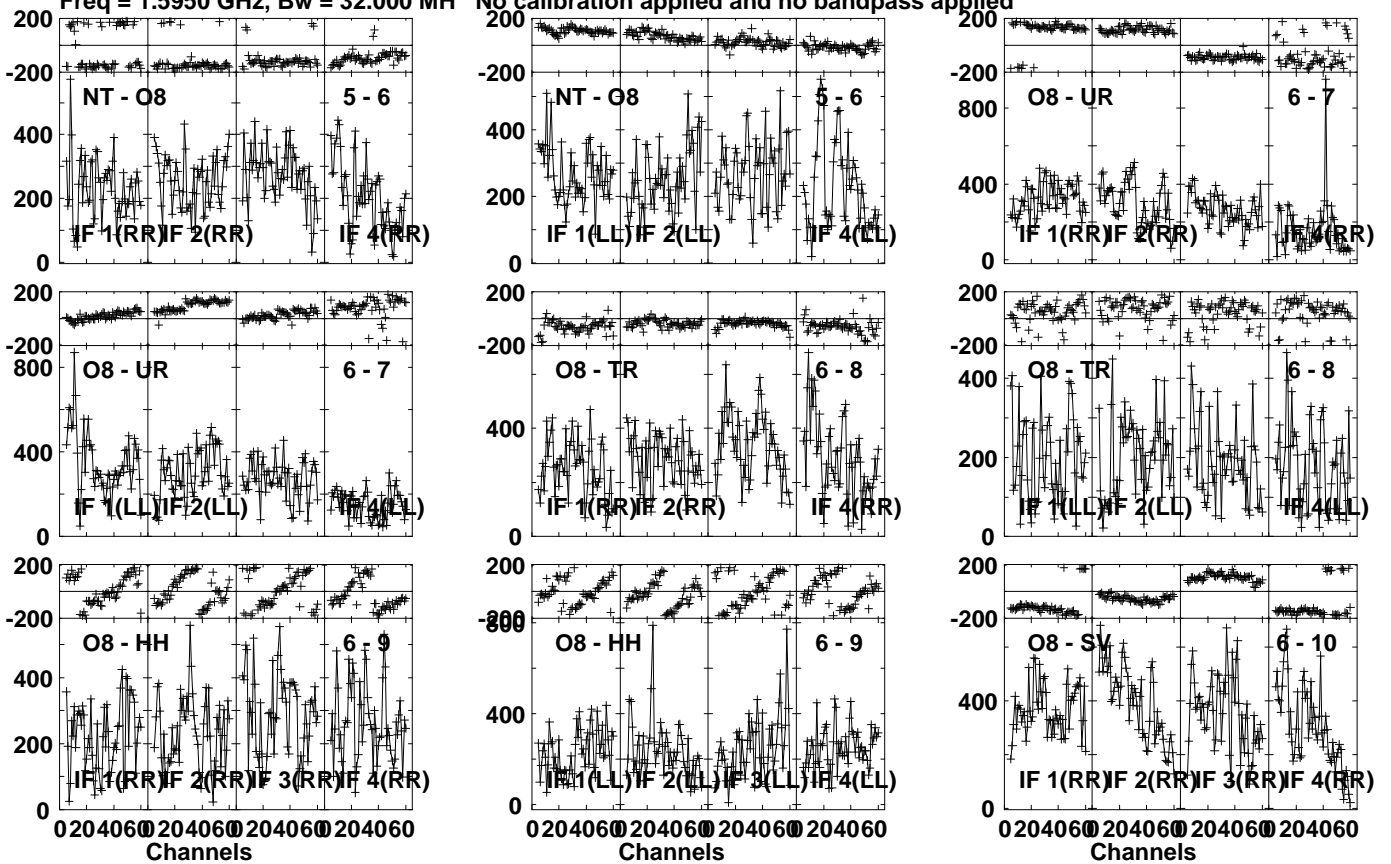 Freq = 1.5950 GHz, Bw = 32.000 MH No calibration applied and no bandpass applied
200
-200
NT - O8 5 - 6
400
200
0
IF 1(RR) IF 2(RR) IF 4(RR)
200
-200
NT - O8 5 - 6
400
200
0
IF 1(LL) IF 2(LL) IF 4(LL)
200
-200
O8 - UR 6 - 7
800
400
0
IF 1(RR) IF 2(RR) IF 4(RR)
200
-200
O8 - UR 6 - 7
800
400
0
IF 1(LL) IF 2(LL) IF 4(LL)
200
-200
O8 - TR 6 - 8
400
0
IF 1(RR) IF 2(RR) IF 4(RR)
200
-200
O8 - TR 6 - 8
400
200
0
IF 1(LL) IF 2(LL) IF 4(LL)
200
-200
O8 - HH 6 - 9
400
200
0
IF 1(RR) IF 2(RR) IF 3(RR) IF 4(RR)
0 20 40 60 0 20 40 60 0 20 40 60 0 20 40 60
Channels
200
-200
800
O8 - HH 6 - 9
400
0
IF 1(LL) IF 2(LL) IF 3(LL) IF 4(LL)
0 20 40 60 0 20 40 60 0 20 40 60 0 20 40 60
Channels
200
-200
O8 - SV 6 - 10
400
0
IF 1(RR) IF 2(RR) IF 3(RR) IF 4(RR)
0 20 40 60 0 20 40 60 0 20 40 60 0 20 40 60
Channels